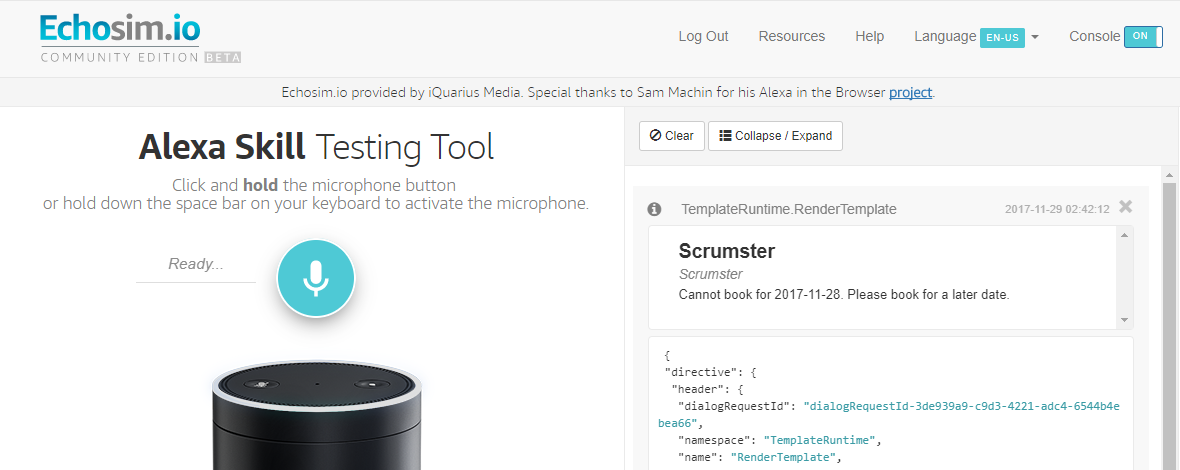 Echosim.io
COMMUNITY EDITION BETA
Log Out Resources Help Language EN-US Console ON
Echosim.io provided by iQuarius Media. Special thanks to Sam Machin for his Alexa in the Browser project.
Alexa Skill Testing Tool
Click and hold the microphone button
or hold down the space bar on your keyboard to activate the microphone.
Ready...
Clear Collapse / Expand
TemplateRuntime.RenderTemplate 2017-11-29 02:42:12
Scrumster
Scrumster
Cannot book for 2017-11-28. Please book for a later date.
{
"directive": {
"header": {
"dialogRequestId": "dialogRequestId-3de939a9-c9d3-4221-adc4-6544b4e
bea66",
"namespace": "TemplateRuntime",
"name": "RenderTemplate",